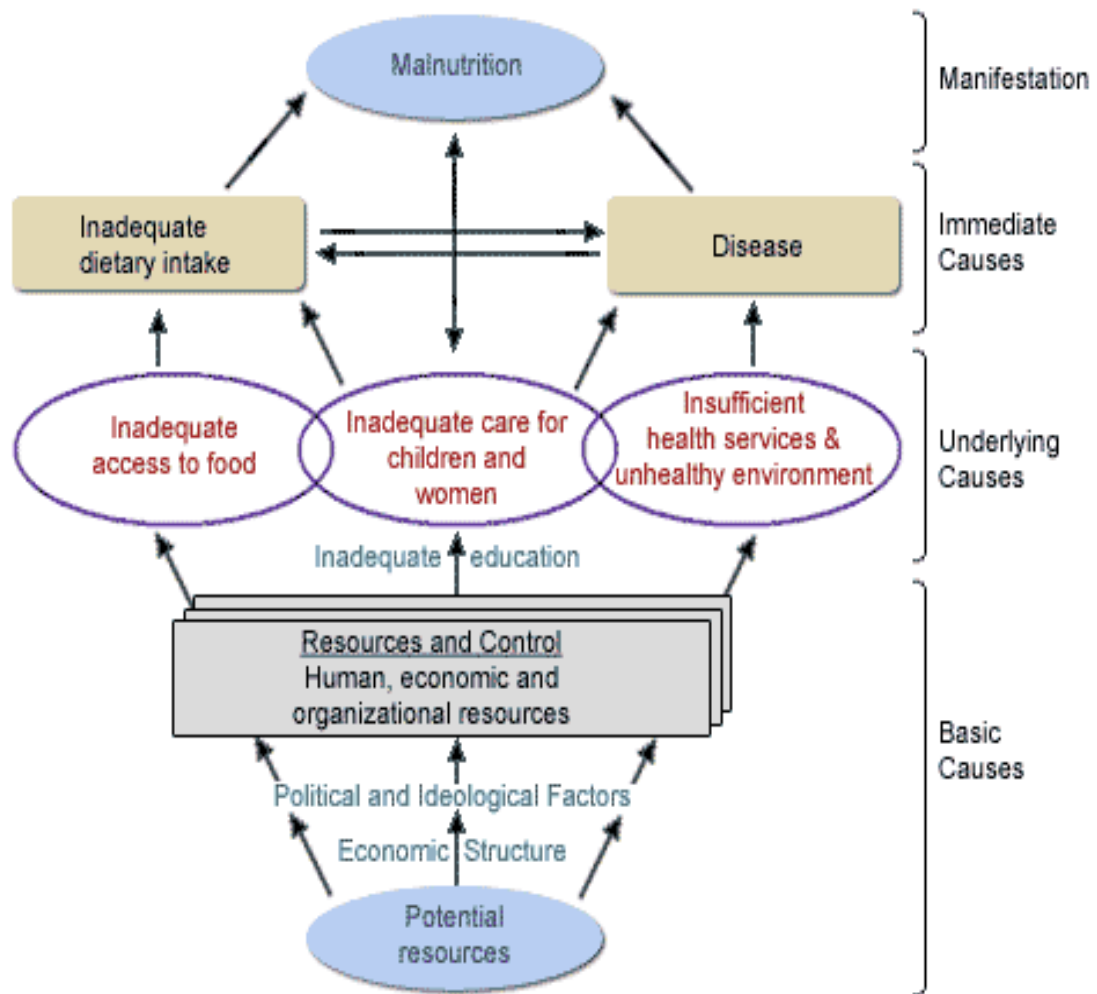 Malnutrition
Manifestation
Inadequate
dietary intake
Disease
Immediate
Causes
Inadequate
access to food
Inadequate care for
children and
women
Insufficient
health services &
unhealthy environment
Underlying
Causes
Inadequate education
Resources and Control
Human, economic and
organizational resources
Basic
Causes
Political and Ideological Factors
Economic Structure
Potential
resources